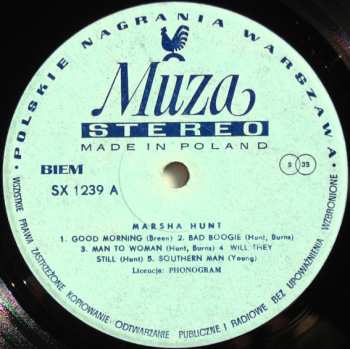 • POLSKIE NAGRANIA WARSZAWA •
Muza
STEREO
MADE IN POLAND
BIEM
SX 1239 A
S 33
MARSHA HUNT
1. GOOD MORNING (Breen) 2. BAD BOOGIE (Hunt, Burns)
3. MAN TO WOMAN (Hunt, Burns) 4. WILL THEY
STILL (Hunt) 5. SOUTHERN MAN (Young)
Licencja: PHONOGRAM
WSZYSTKIE PRAWA ZASTRZEŻONE KOPIOWANIE, ODTWARZANIE PUBLICZNE I RADIOWE BEZ UPOWAŻNIENIA WZBRONIONE